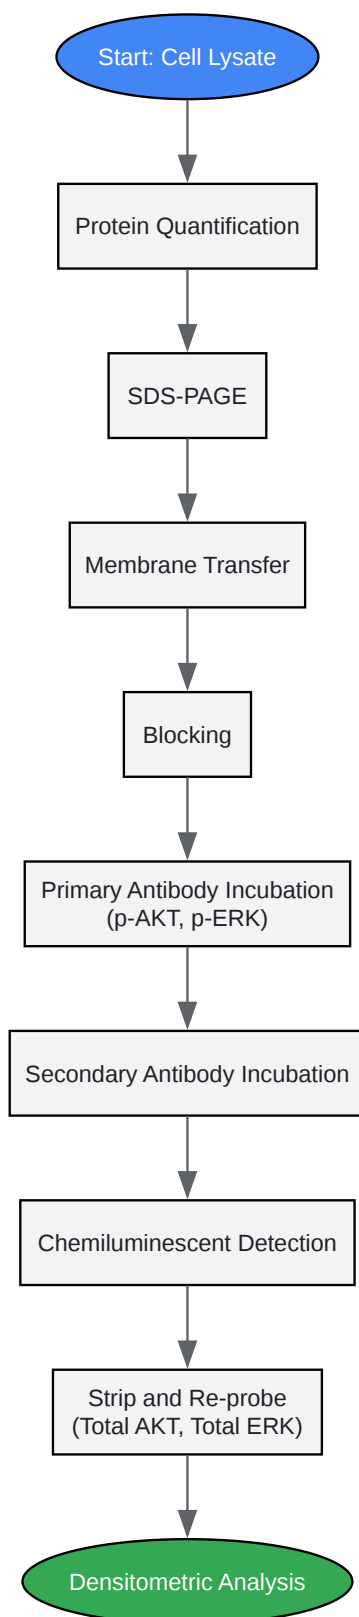 Start: Cell Lysate
Protein Quantification
SDS-PAGE
Membrane Transfer
Blocking
Primary Antibody Incubation
(p-AKT, p-ERK)
Secondary Antibody Incubation
Chemiluminescent Detection
Strip and Re-probe
(Total AKT, Total ERK)
Densitometric Analysis